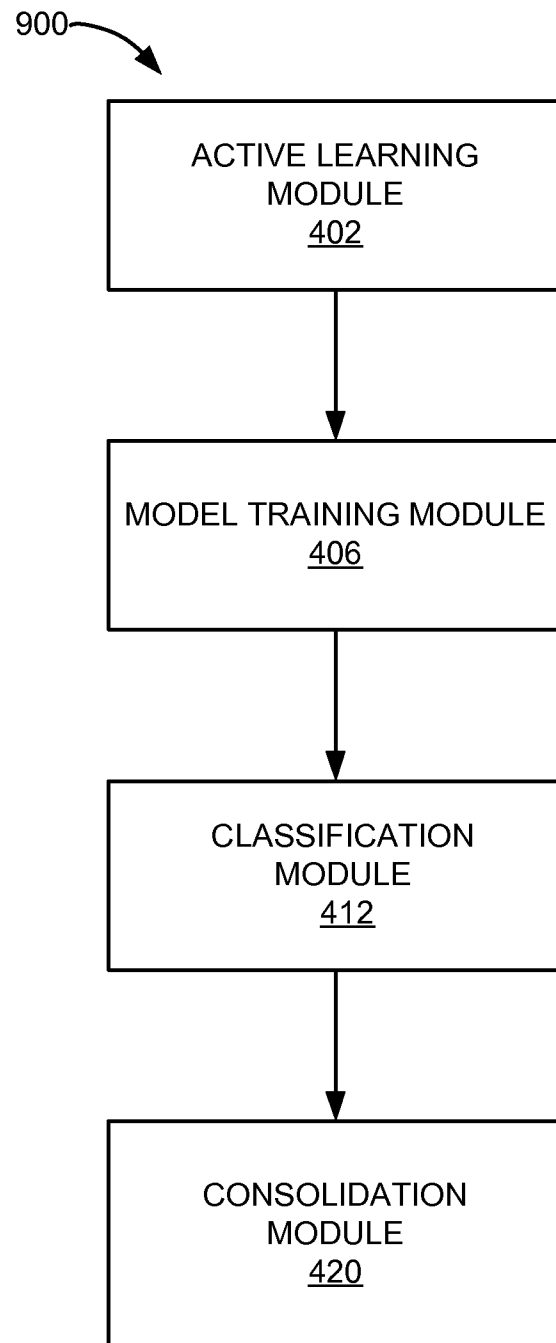 900
ACTIVE LEARNING
MODULE
402
MODEL TRAINING MODULE
406
CLASSIFICATION
MODULE
412
CONSOLIDATION
MODULE
420